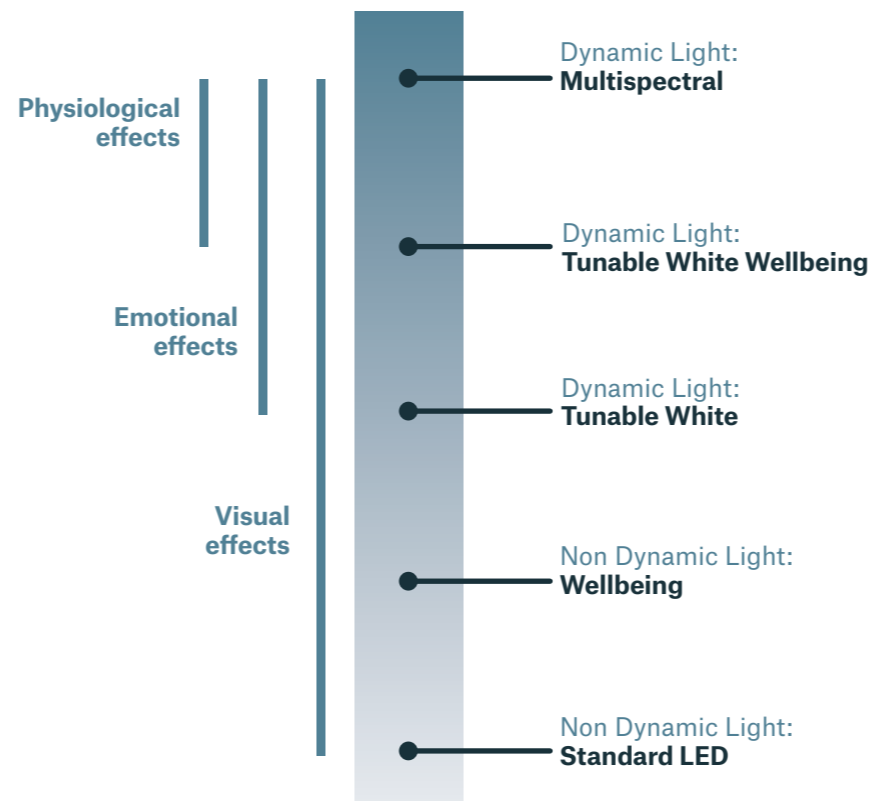 Physiological
effects
Emotional
effects
Visual
effects
Dynamic Light:
Multispectral
Dynamic Light:
Tunable White Wellbeing
Dynamic Light:
Tunable White
Non Dynamic Light:
Wellbeing
Non Dynamic Light:
Standard LED